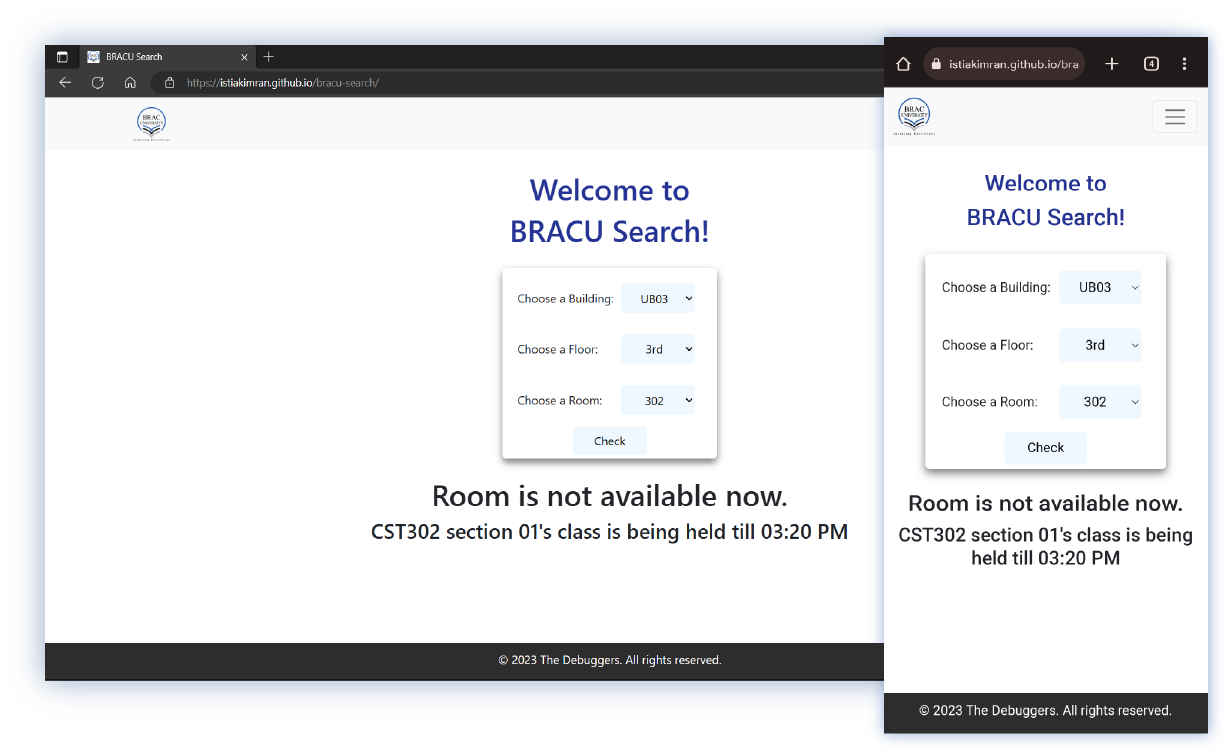 BRACU Search
https://istiakimran.github.io/bracu-search/
BRAC
UNIVERSITY
Welcome to
BRACU Search!
Choose a Building: UB03
Choose a Floor: 3rd
Choose a Room: 302
Check
Room is not available now.
CST302 section 01's class is being held till 03:20 PM
© 2023 The Debuggers. All rights reserved.
istiakimran.github.io/bra
4
BRAC
UNIVERSITY
Welcome to
BRACU Search!
Choose a Building: UB03
Choose a Floor: 3rd
Choose a Room: 302
Check
Room is not available now.
CST302 section 01's class is being
held till 03:20 PM
© 2023 The Debuggers. All rights reserved.